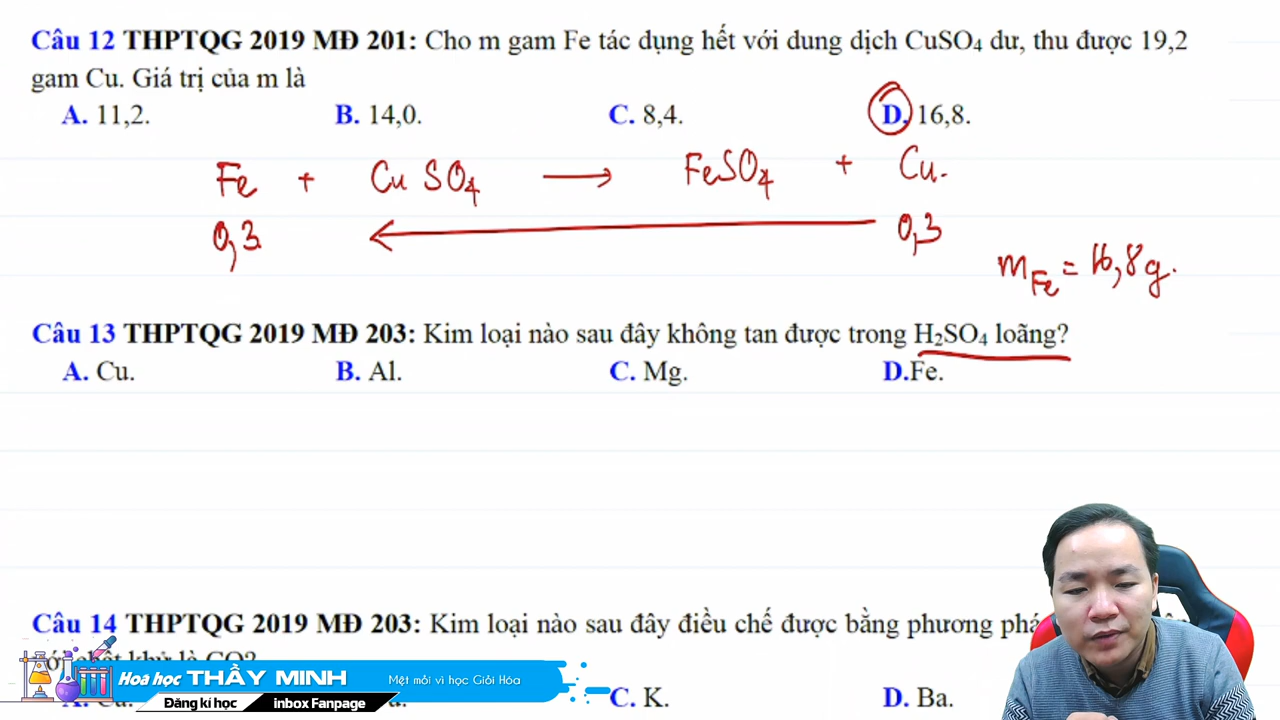 Câu 12 THPTQG 2019 MĐ 201: Cho m gam Fe tác dụng hết với dung dịch CuSO₄ dư, thu được 19,2
gam Cu. Giá trị của m là
A. 11,2. B. 14,0. C. 8,4. D. 16,8.
Fe + CuSO₄ → FeSO₄ + Cu.
0,3 ← 0,3
m_Fe = 16,8g.
Câu 13 THPTQG 2019 MĐ 203: Kim loại nào sau đây không tan được trong H₂SO₄ loãng?
A. Cu. B. Al. C. Mg. D.Fe.
Câu 14 THPTQG 2019 MĐ 203: Kim loại nào sau đây điều chế được bằng phương
chất khử là CO?
C. K. D. Ba.
Hoá học THẦY MINH
Mệt mỏi vì học Giỏi Hóa
Đăng kí học inbox Fanpage